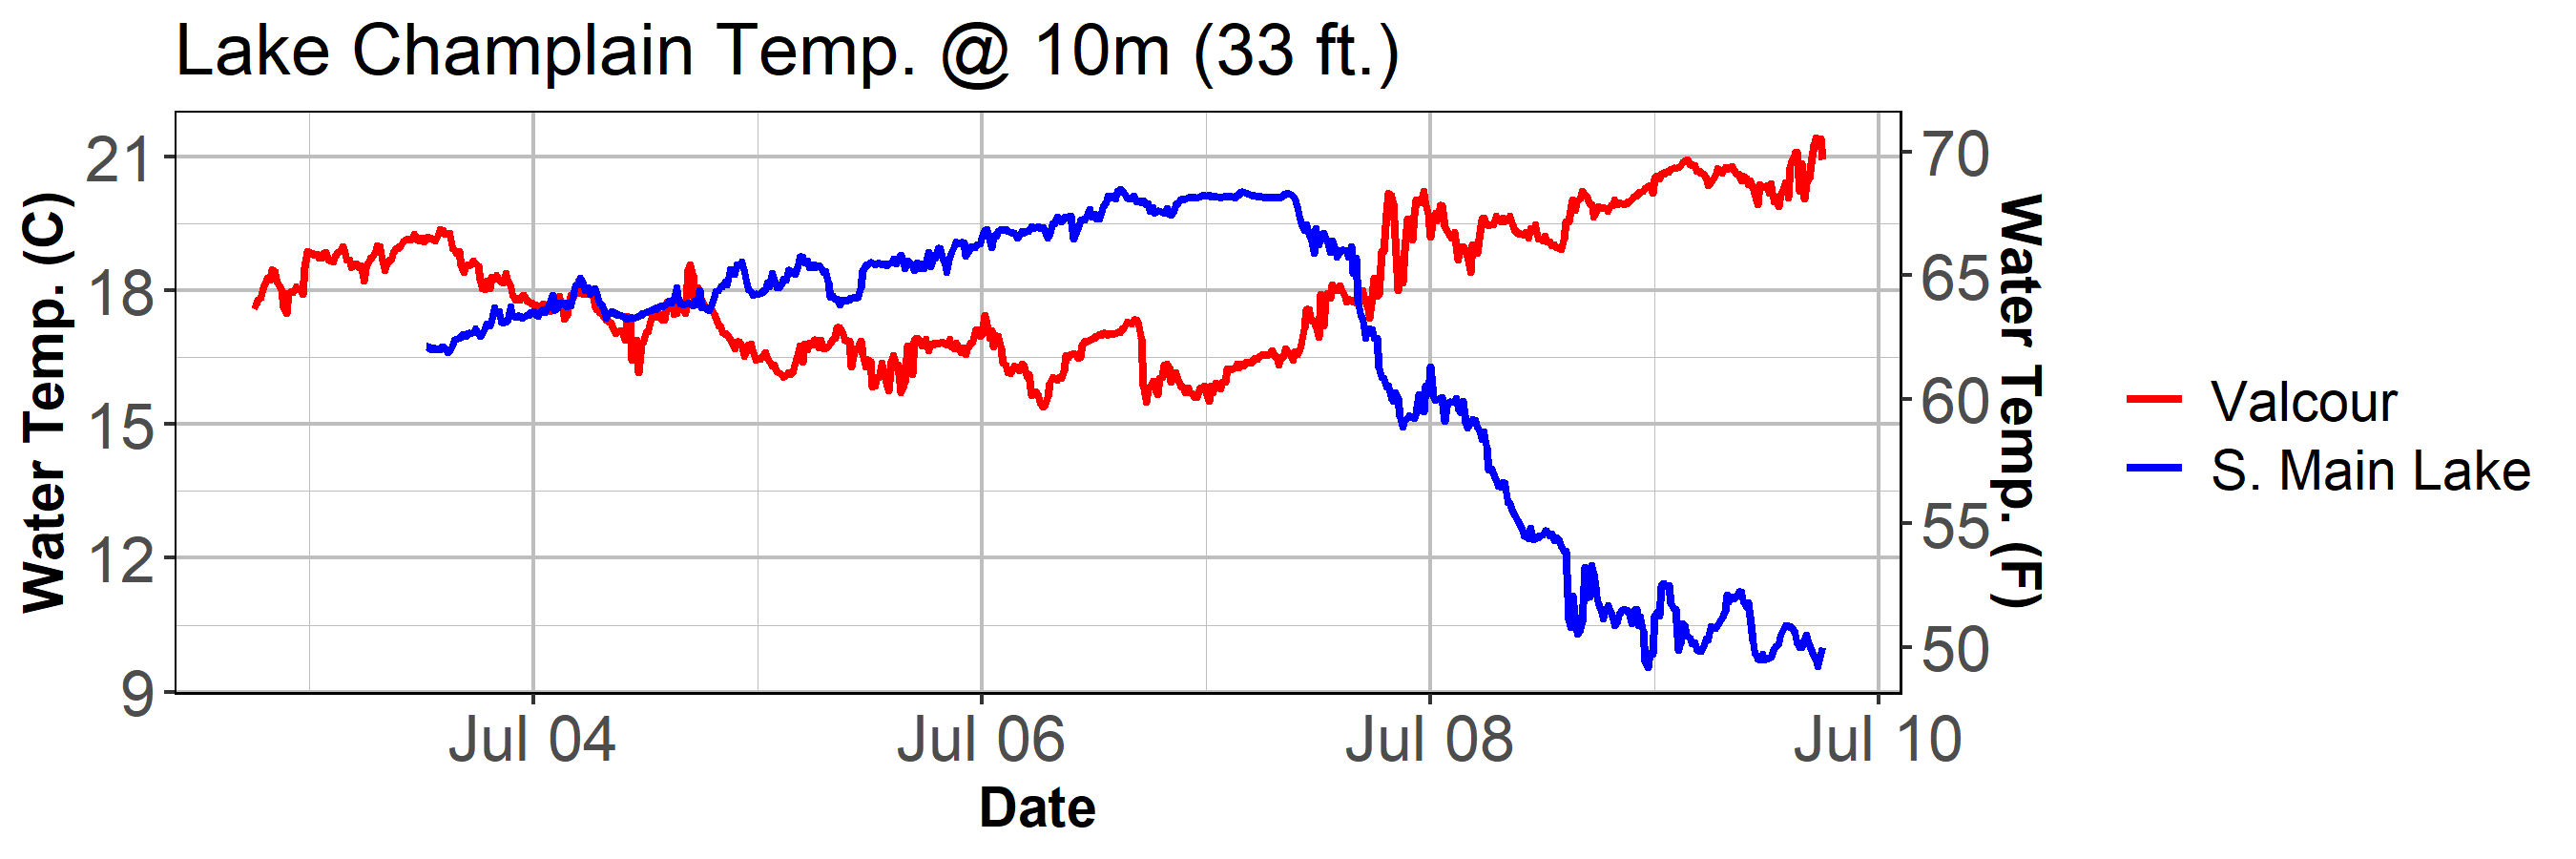 Lake Champlain Temp. @ 10m (33 ft.)
Water Temp. (C)
21
18
15
12
9
70
65
60
55
50
Water Temp. (F)
Jul 04
Jul 06
Jul 08
Jul 10
Date
Valcour
S. Main Lake